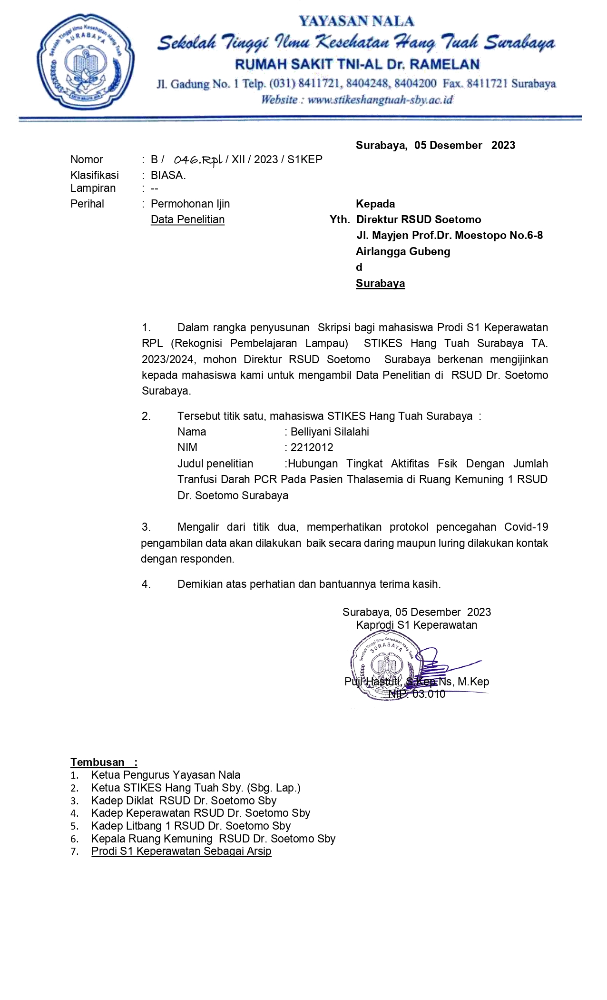 Sekolah Tinggi Ilmu Kesehatan Hang Tuah
SURABAYA
YAYASAN NALA
Sekolah Tinggi Ilmu Kesehatan Hang Tuah Surabaya
RUMAH SAKIT TNI-AL Dr. RAMELAN
Jl. Gadung No. 1 Telp. (031) 8411721, 8404248, 8404200 Fax. 8411721 Surabaya
Website : www.stikeshangtuah-sby.ac.id
Surabaya, 05 Desember 2023
Nomor : B / 046.Rpl / XII / 2023 / S1KEP
Klasifikasi : BIASA.
Lampiran : --
Perihal : Permohonan Ijin
Data Penelitian
Kepada
Yth. Direktur RSUD Soetomo
Jl. Mayjen Prof.Dr. Moestopo No.6-8
Airlangga Gubeng
d
Surabaya
1. Dalam rangka penyusunan Skripsi bagi mahasiswa Prodi S1 Keperawatan
RPL (Rekognisi Pembelajaran Lampau) STIKES Hang Tuah Surabaya TA.
2023/2024, mohon Direktur RSUD Soetomo Surabaya berkenan mengijinkan
kepada mahasiswa kami untuk mengambil Data Penelitian di RSUD Dr. Soetomo
Surabaya.
2. Tersebut titik satu, mahasiswa STIKES Hang Tuah Surabaya :
Nama : Belliyani Silalahi
NIM : 2212012
Judul penelitian :Hubungan Tingkat Aktifitas Fsik Dengan Jumlah
Tranfusi Darah PCR Pada Pasien Thalasemia di Ruang Kemuning 1 RSUD
Dr. Soetomo Surabaya
3. Mengalir dari titik dua, memperhatikan protokol pencegahan Covid-19
pengambilan data akan dilakukan baik secara daring maupun luring dilakukan kontak
dengan responden.
4. Demikian atas perhatian dan bantuannya terima kasih.
Surabaya, 05 Desember 2023
Kaprodi S1 Keperawatan
Sekolah Tinggi Ilmu Kesehatan Hang Tuah
SURABAYA
Puji Hastuti, S.Kep.Ns, M.Kep
NIP. 03.010
Tembusan :
1. Ketua Pengurus Yayasan Nala
2. Ketua STIKES Hang Tuah Sby. (Sbg. Lap.)
3. Kadep Diklat RSUD Dr. Soetomo Sby
4. Kadep Keperawatan RSUD Dr. Soetomo Sby
5. Kadep Litbang 1 RSUD Dr. Soetomo Sby
6. Kepala Ruang Kemuning RSUD Dr. Soetomo Sby
7. Prodi S1 Keperawatan Sebagai Arsip